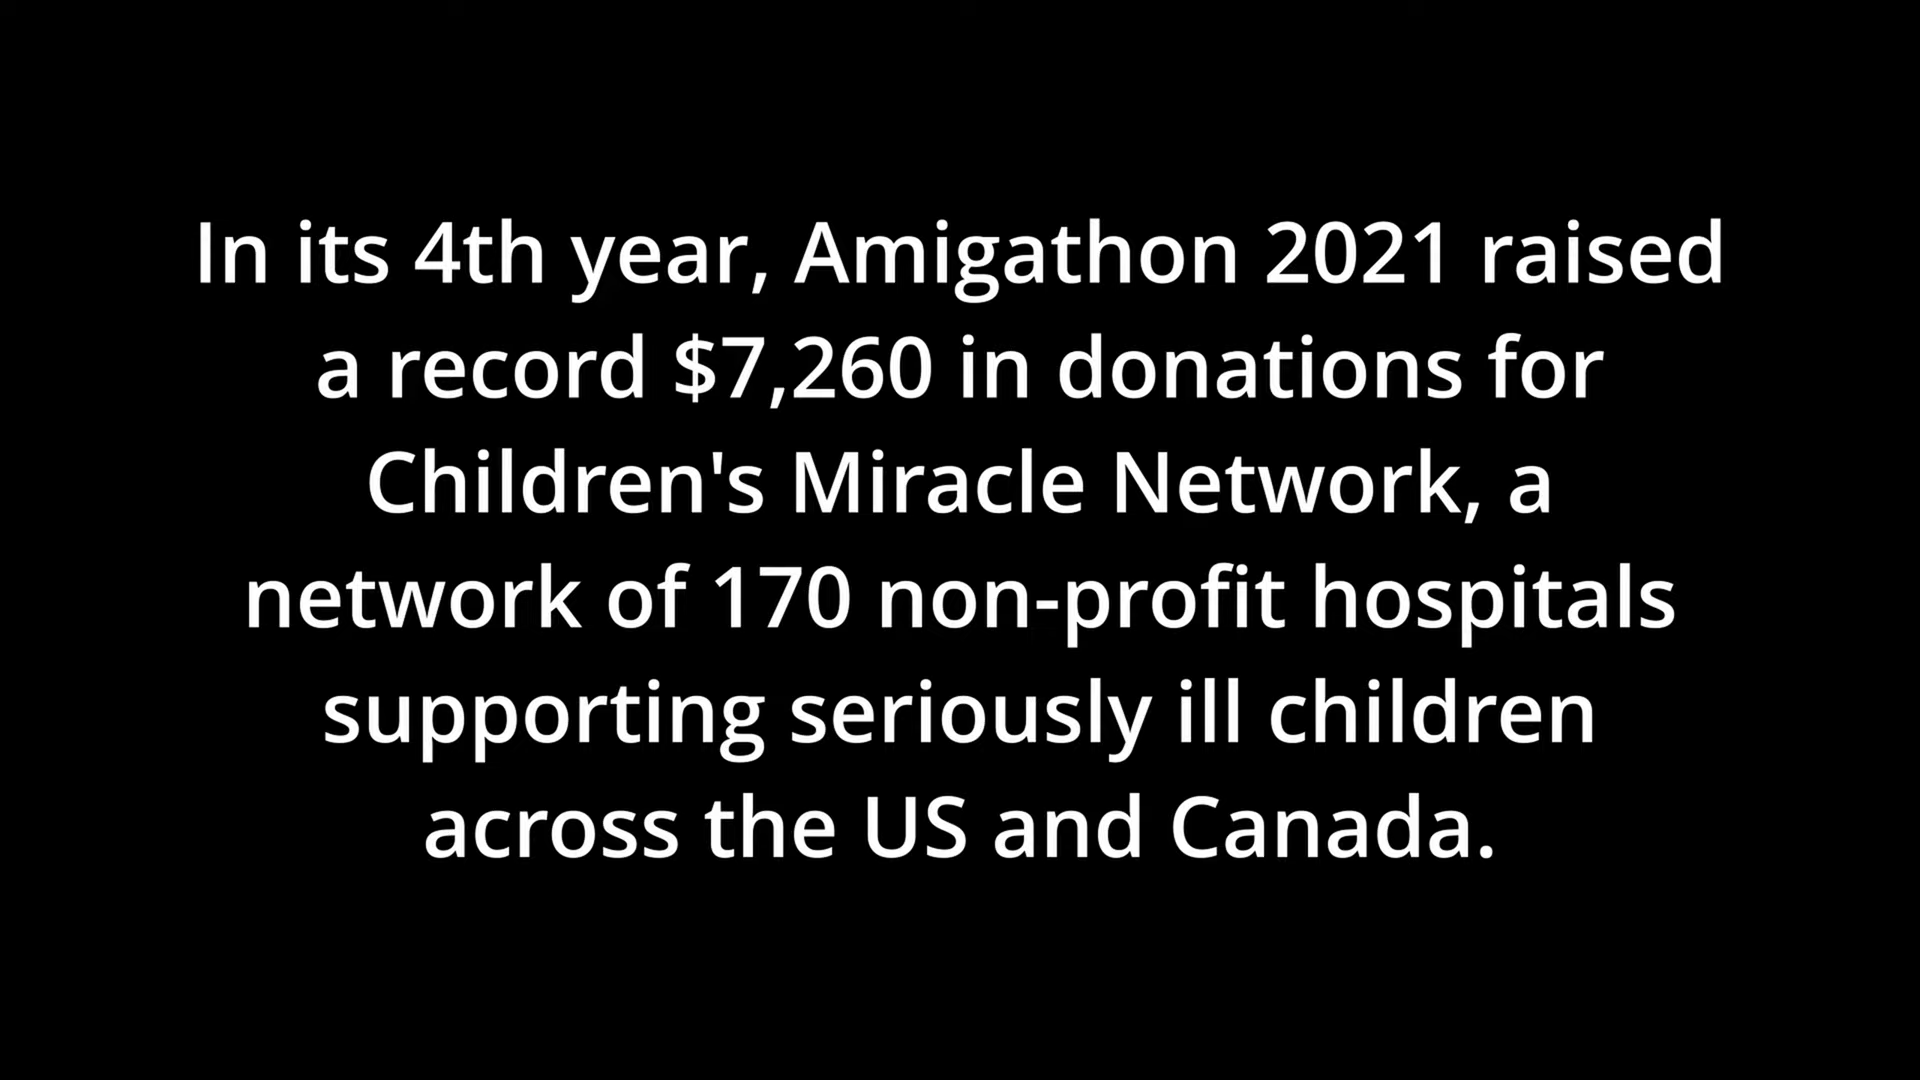 In its 4th year, Amigathon 2021 raised
a record $7,260 in donations for
Children's Miracle Network, a
network of 170 non-profit hospitals
supporting seriously ill children
across the US and Canada.